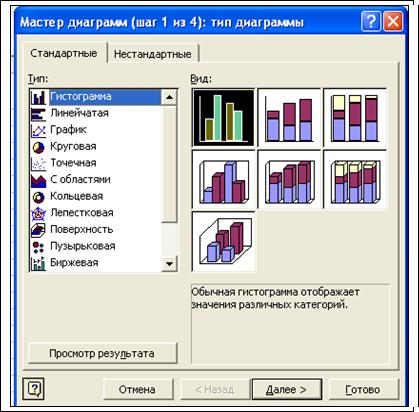 Мастер диаграмм (шаг 1 из 4): тип диаграммы
Стандартные Нестандартные
Тип:
Гистограмма
Линейчатая
График
Круговая
Точечная
С областями
Кольцевая
Лепестковая
Поверхность
Пузырьковая
Биржевая
Вид:
Обычная гистограмма отображает
значения различных категорий.
Просмотр результата
Отмена < Назад Далее > Готово